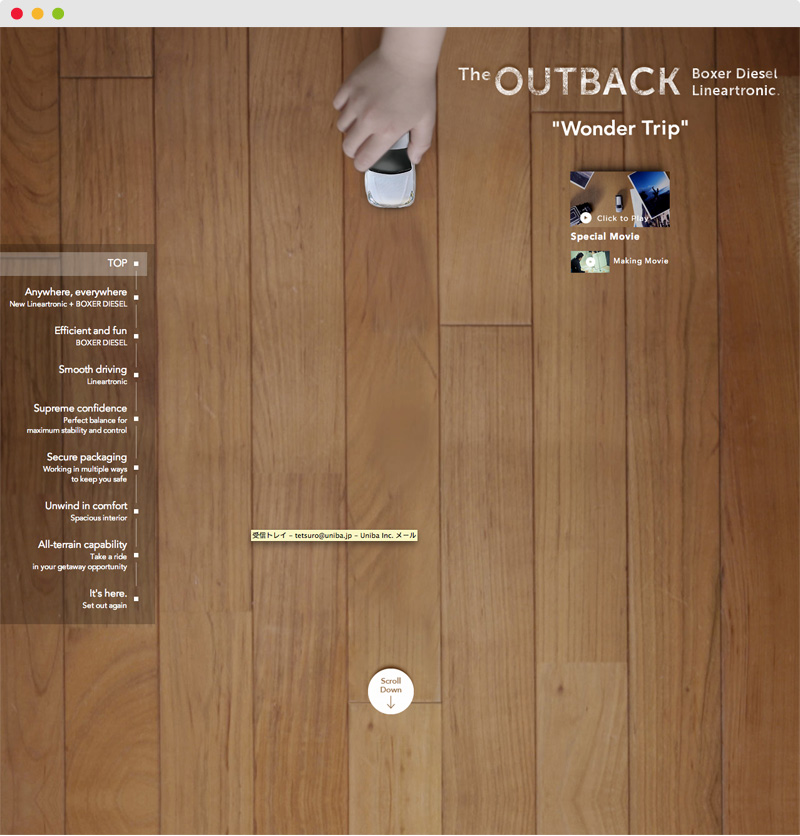 The OUTBACK Boxer Diesel
Lineartronic.
"Wonder Trip"
Click to Play
Special Movie
Making Movie
TOP
Anywhere, everywhere
New Lineartronic + BOXER DIESEL
Efficient and fun
BOXER DIESEL
Smooth driving
Lineartronic
Supreme confidence
Perfect balance for
maximum stability and control
Secure packaging
Working in multiple ways
to keep you safe
Unwind in comfort
Spacious interior
All-terrain capability
Take a ride
in your getaway opportunity
It's here.
Set out again
受信トレイ – tetsuro@uniba.jp – Uniba Inc. メール
Scroll
Down